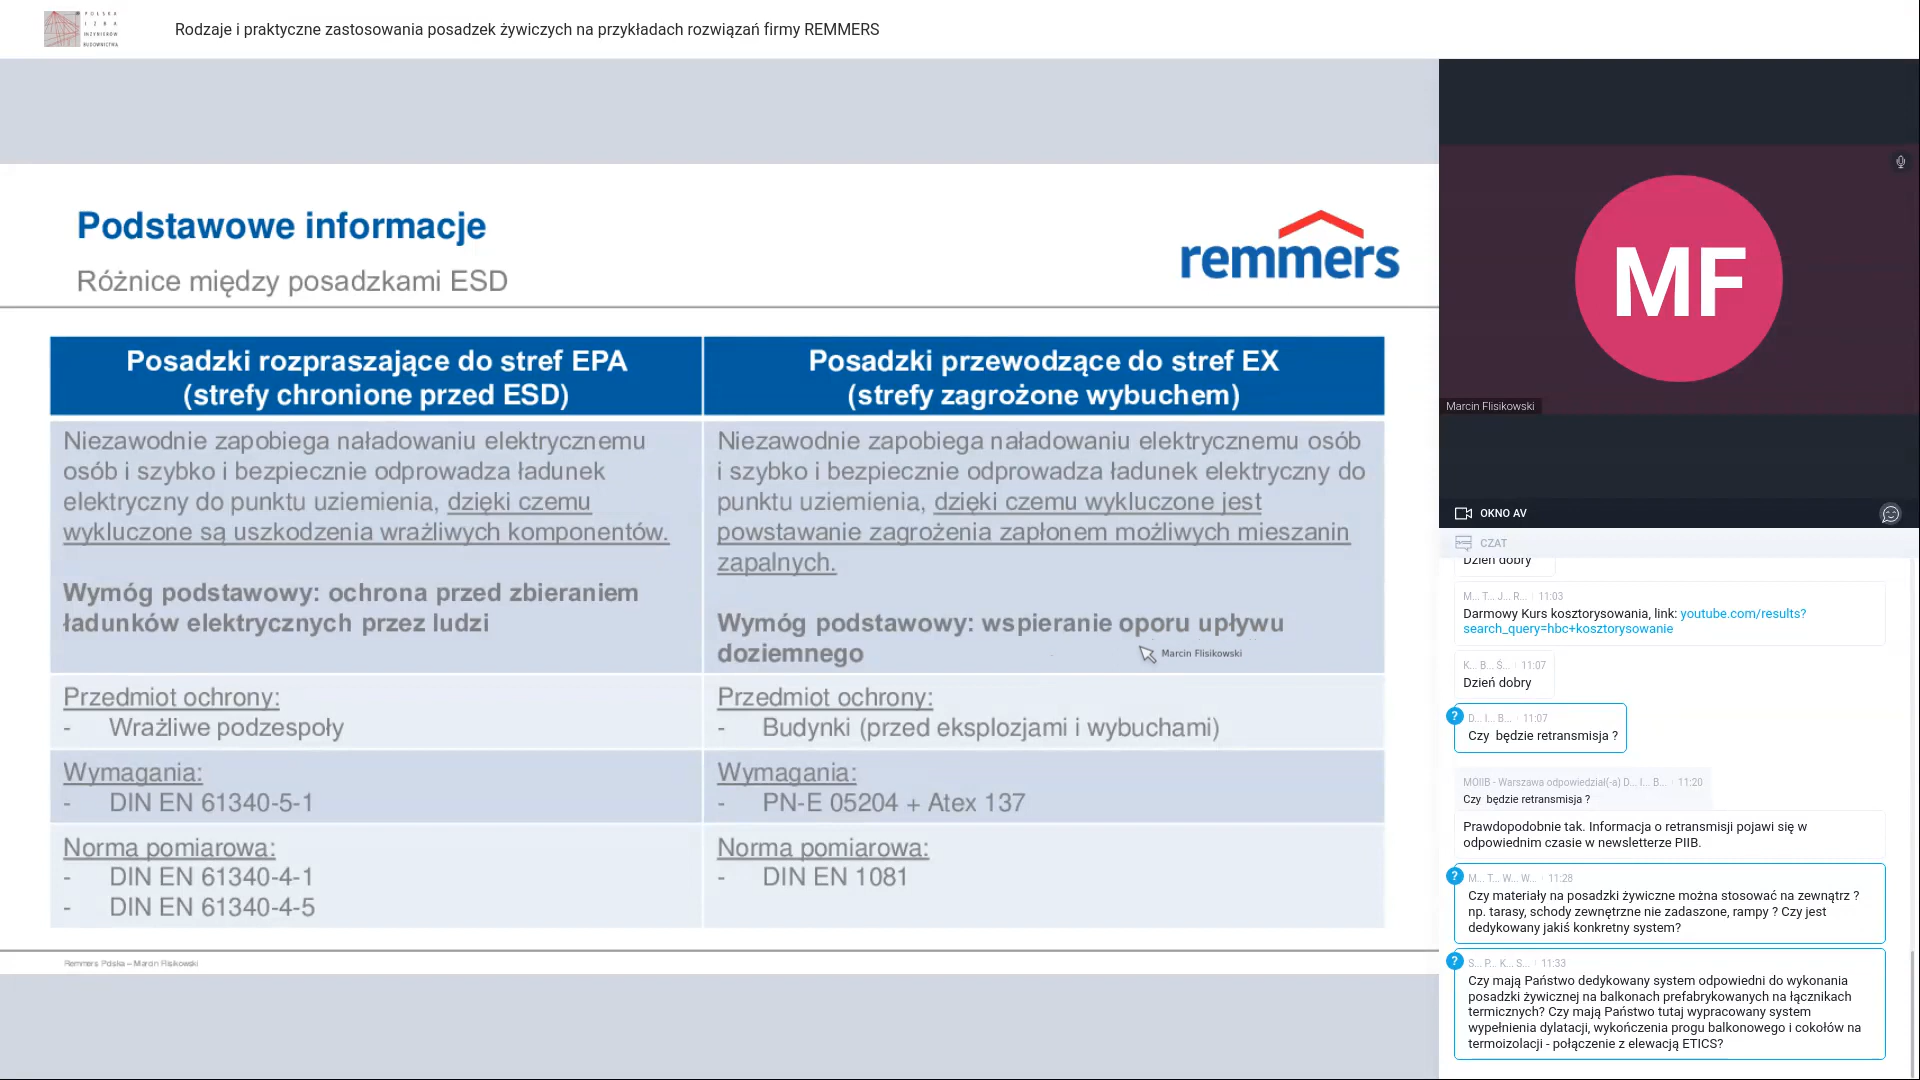 POLSKA
IZBA
INŻYNIERÓW
BUDOWNICTWA
Rodzaje i praktyczne zastosowania posadzek żywicznych na przykładach rozwiązań firmy REMMERS
Podstawowe informacje
Różnice między posadzkami ESD
remmers
Posadzki rozpraszające do stref EPA
(strefy chronione przed ESD)
Niezawodnie zapobiega naładowaniu elektrycznemu
osób i szybko i bezpiecznie odprowadza ładunek
elektryczny do punktu uziemienia, dzięki czemu
wykluczone są uszkodzenia wrażliwych komponentów.
Wymóg podstawowy: ochrona przed zbieraniem
ładunków elektrycznych przez ludzi
Przedmiot ochrony:
- Wrażliwe podzespoły
Wymagania:
- DIN EN 61340-5-1
Norma pomiarowa:
- DIN EN 61340-4-1
- DIN EN 61340-4-5
Posadzki przewodzące do stref EX
(strefy zagrożone wybuchem)
Niezawodnie zapobiega naładowaniu elektrycznemu osób
i szybko i bezpiecznie odprowadza ładunek elektryczny do
punktu uziemienia, dzięki czemu wykluczone jest
powstawanie zagrożenia zapłonem możliwych mieszanin
zapalnych.
Wymóg podstawowy: wspieranie oporu upływu
doziemnego
Marcin Flisikowski
Przedmiot ochrony:
- Budynki (przed eksplozjami i wybuchami)
Wymagania:
- PN-E 05204 + Atex 137
Norma pomiarowa:
- DIN EN 1081
Remmers Polska – Marcin Flisikowski
MF
Marcin Flisikowski
OKNO AV
CZAT
Dzień dobry
M... T... J... R... 11:03
Darmowy Kurs kosztorysowania, link: youtube.com/results?
search_query=hbc+kosztorysowanie
K... B... Ś... 11:07
Dzień dobry
? D... I... B... 11:07
Czy będzie retransmisja ?
MOIIB - Warszawa odpowiedział(-a) D... I... B... 11:20
Czy będzie retransmisja ?
Prawdopodobnie tak. Informacja o retransmisji pojawi się w
odpowiednim czasie w newsletterze PIIB.
? M... T... W... W... 11:28
Czy materiały na posadzki żywiczne można stosować na zewnątrz ?
np. tarasy, schody zewnętrzne nie zadaszone, rampy ? Czy jest
dedykowany jakiś konkretny system?
? S... P... K... S... 11:33
Czy mają Państwo dedykowany system odpowiedni do wykonania
posadzki żywicznej na balkonach prefabrykowanych na łącznikach
termicznych? Czy mają Państwo tutaj wypracowany system
wypełnienia dylatacji, wykończenia progu balkonowego i cokołów na
termoizolacji - połączenie z elewacją ETICS?